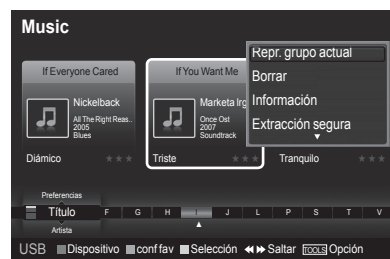 Music
Repr. grupo actual
Borrar
Información
Extracción segura
If Everyone Cared
If You Want Me
Nickelback
All The Right Reas..
2005
Blues
Marketa Irg
Once Ost
2007
Soundtrack
Diámico
Triste
Tranquilo
Preferencias
Título F G H I J L P S T V
Artista
USB Dispositivo conf fav Selección Saltar TOOLS Opción